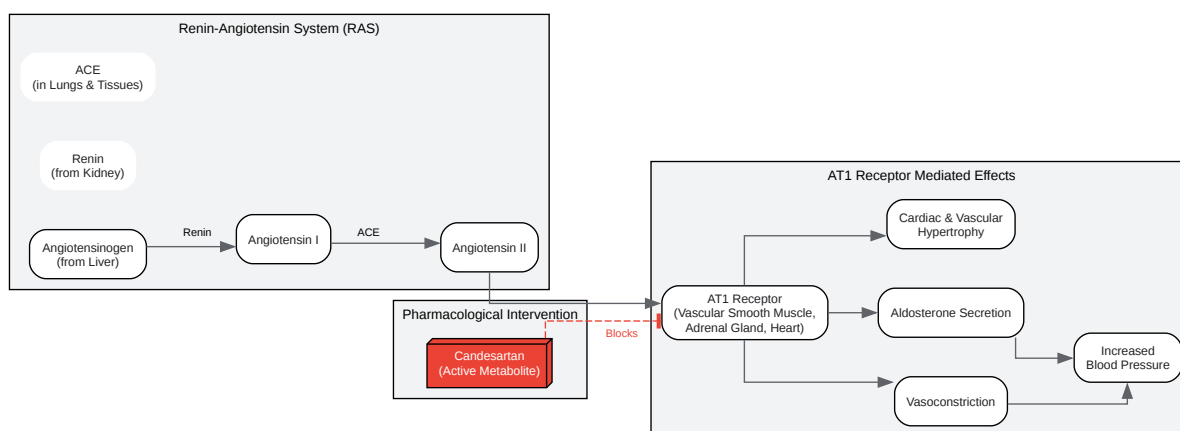 Renin-Angiotensin System (RAS)
ACE
(in Lungs & Tissues)
Renin
(from Kidney)
Angiotensinogen
(from Liver)
Renin
Angiotensin I
ACE
Angiotensin II
Pharmacological Intervention
Candesartan
(Active Metabolite)
Blocks
AT1 Receptor Mediated Effects
AT1 Receptor
(Vascular Smooth Muscle,
Adrenal Gland, Heart)
Cardiac & Vascular
Hypertrophy
Aldosterone Secretion
Vasoconstriction
Increased
Blood Pressure